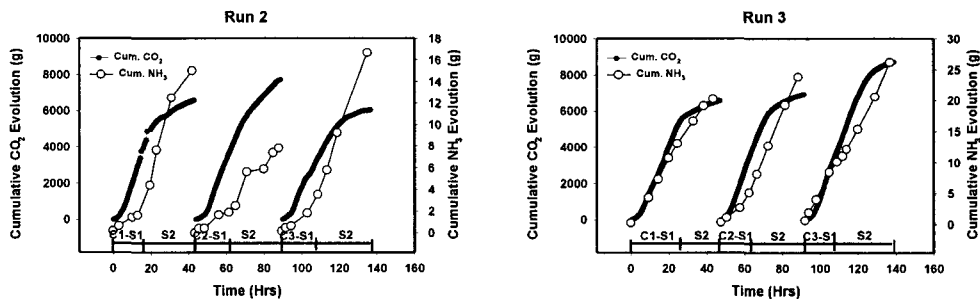 Run 2
Cumulative CO₂ Evolution (g)
10000
8000
6000
4000
2000
0
Cum. CO₂
Cum. NH₃
C1-S1 S2 C2-S1 S2 C3-S1 S2
18
16
14
12
10
8
6
4
2
0
Cumulative NH₃ Evolution (g)
0 20 40 60 80 100 120 140 160
Time (Hrs)
Run 3
Cumulative CO₂ Evolution (g)
10000
8000
6000
4000
2000
0
Cum. CO₂
Cum. NH₃
C1-S1 S2 C2-S1 S2 C3-S1 S2
30
25
20
15
10
5
0
Cumulative NH₃ Evolution (g)
0 20 40 60 80 100 120 140 160
Time (Hrs)